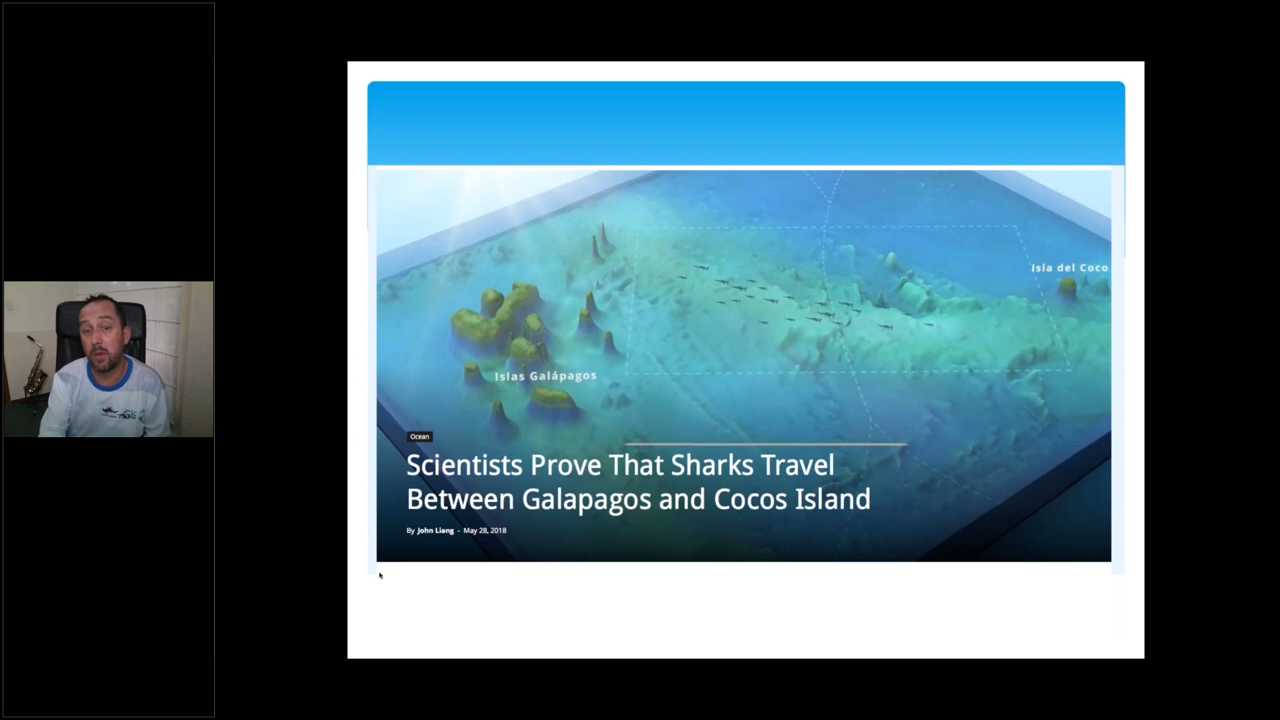 Isla del Coco
Islas Galápagos
Ocean
Scientists Prove That Sharks Travel
Between Galapagos and Cocos Island
By John Liang - May 28, 2018